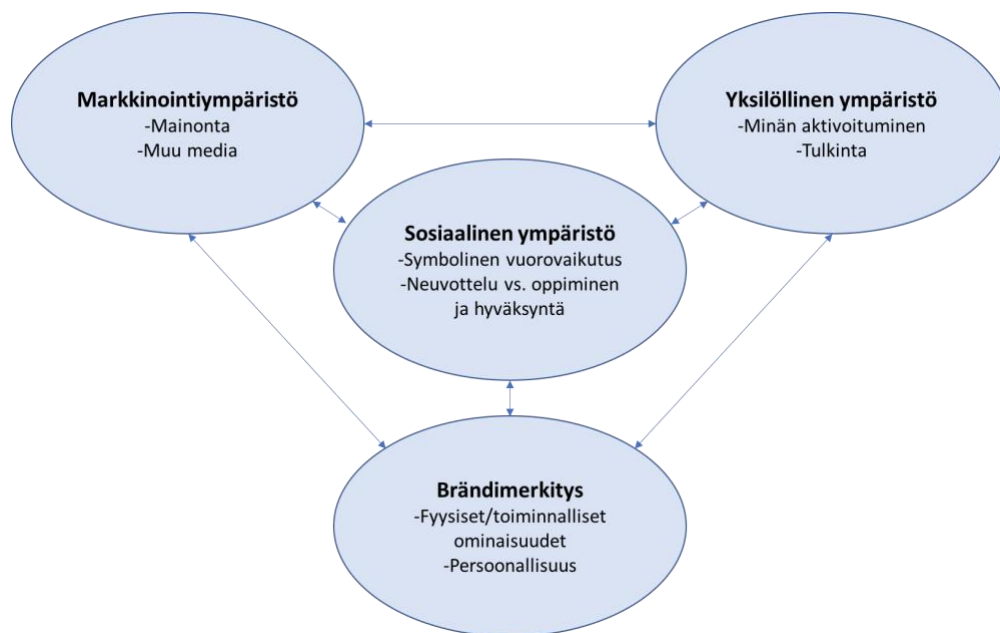 Markkinointiympäristö
-Mainonta
-Muu media
Yksilöllinen ympäristö
-Minän aktivoituminen
-Tulkinta
Sosiaalinen ympäristö
-Symbolinen vuorovaikutus
-Neuvottelu vs. oppiminen
ja hyväksyntä
Brändimerkitys
-Fyysiset/toiminnalliset
ominaisuudet
-Persoonallisuus